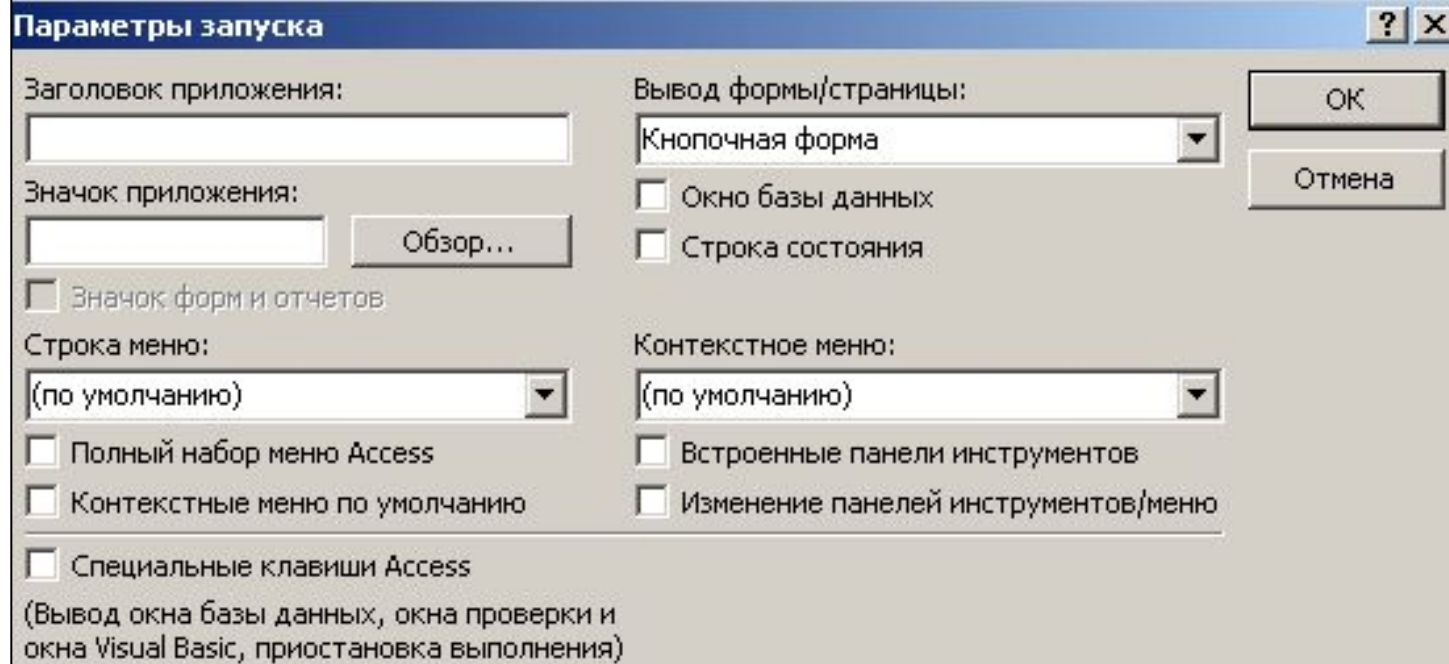 Параметры запуска
Заголовок приложения:
Вывод формы/страницы:
OK
Кнопочная форма
Значок приложения:
Окно базы данных
Отмена
Обзор...
Строка состояния
Значок форм и отчетов
Строка меню:
Контекстное меню:
(по умолчанию)
(по умолчанию)
Полный набор меню Access
Встроенные панели инструментов
Контекстные меню по умолчанию
Изменение панелей инструментов/меню
Специальные клавиши Access
(Вывод окна базы данных, окна проверки и
окна Visual Basic, приостановка выполнения)